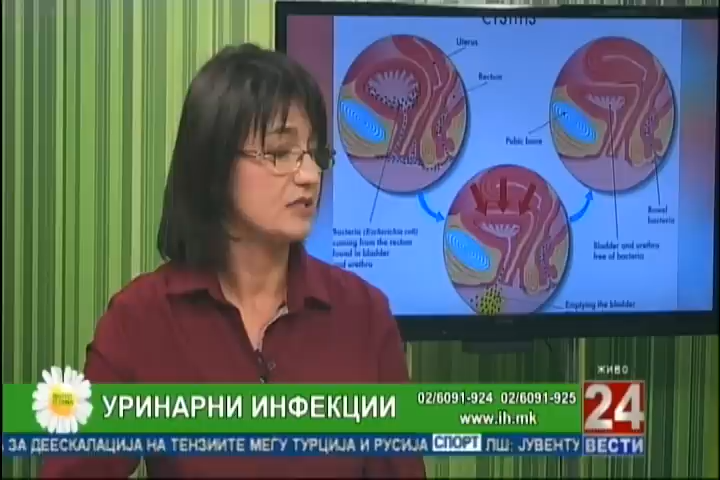 CYSTITIS
Uterus
Rectum
Pubic bone
Bowel
bacteria
Bacteria (Escherichia coli)
coming from the rectum
found in bladder
and urethra
Bladder and urethra
free of bacteria
Emptying the bladder
живо
УРИНАРНИ ИНФЕКЦИИ
02/6091-924 02/6091-925
www.ih.mk
24
ВЕСТИ
ЗА ДЕЕСКАЛАЦИЈА НА ТЕНЗИИТЕ МЕЃУ ТУРЦИЈА И РУСИЈА СПОРТ ЛШ: ЈУВЕНТУ